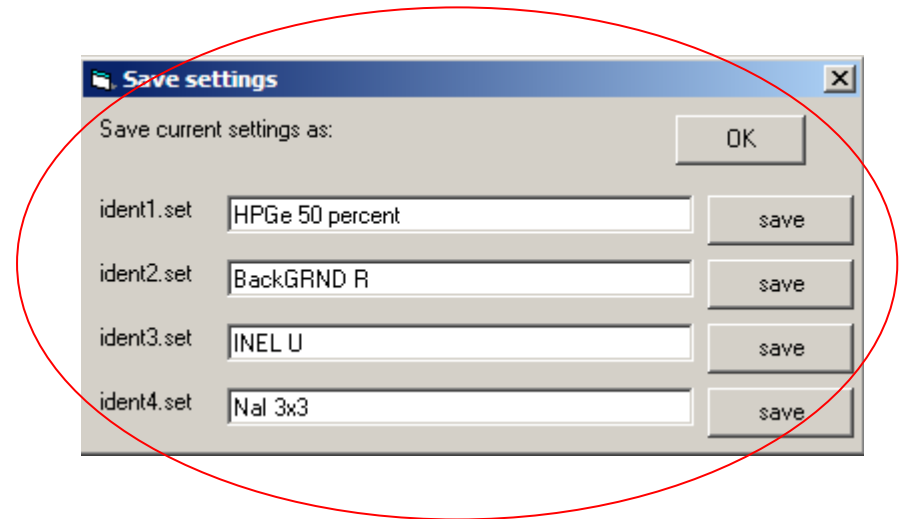 Save settings
Save current settings as: OK
ident1.set HPGe 50 percent save
ident2.set BackGRND R save
ident3.set INEL U save
ident4.set NaI 3x3 save